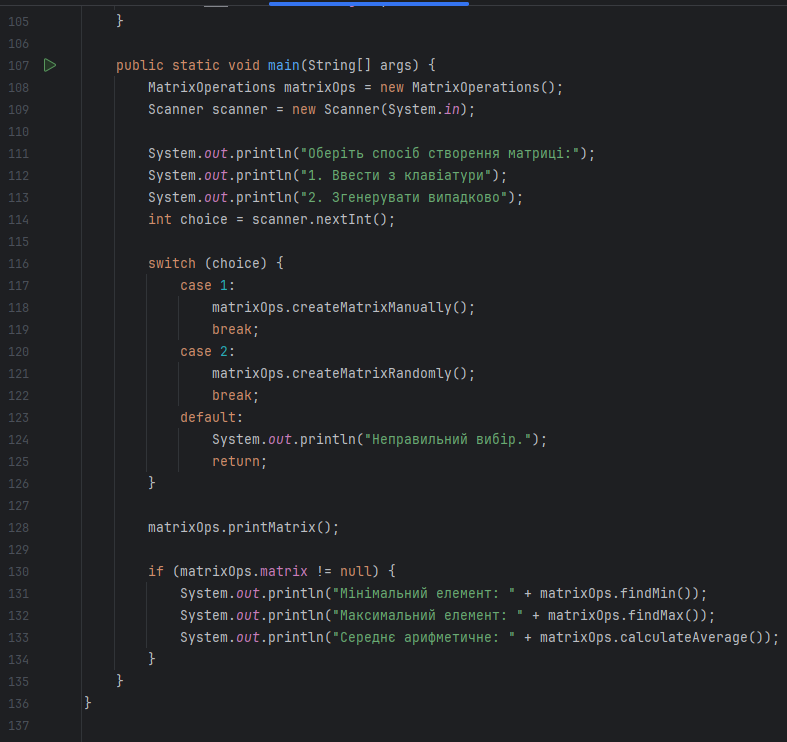 105 }
106
107 public static void main(String[] args) {
108 MatrixOperations matrixOps = new MatrixOperations();
109 Scanner scanner = new Scanner(System.in);
110
111 System.out.println("Оберіть спосіб створення матриці:");
112 System.out.println("1. Ввести з клавіатури");
113 System.out.println("2. Згенерувати випадково");
114 int choice = scanner.nextInt();
115
116 switch (choice) {
117 case 1:
118 matrixOps.createMatrixManually();
119 break;
120 case 2:
121 matrixOps.createMatrixRandomly();
122 break;
123 default:
124 System.out.println("Неправильний вибір.");
125 return;
126 }
127
128 matrixOps.printMatrix();
129
130 if (matrixOps.matrix != null) {
131 System.out.println("Мінімальний елемент: " + matrixOps.findMin());
132 System.out.println("Максимальний елемент: " + matrixOps.findMax());
133 System.out.println("Середнє арифметичне: " + matrixOps.calculateAverage());
134 }
135 }
136 }
137